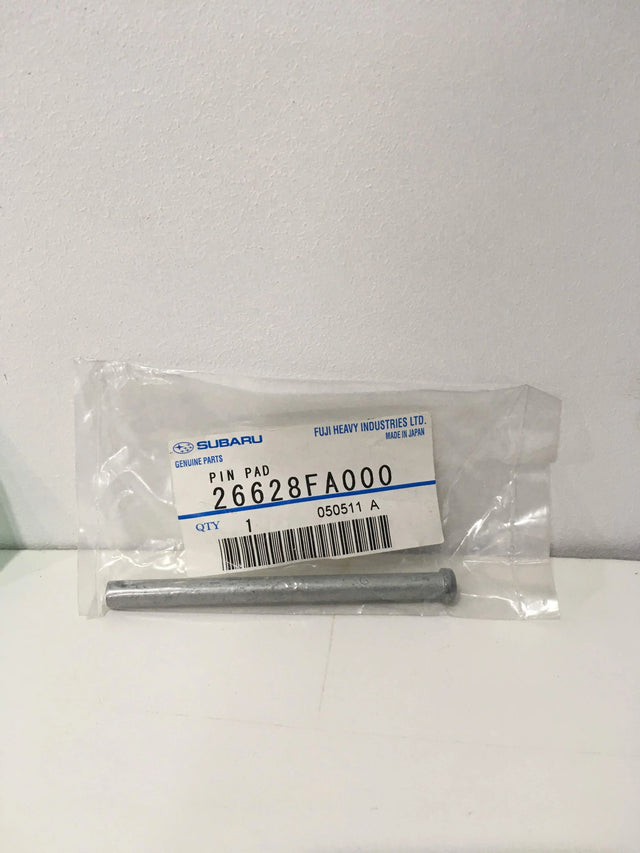 SUBARU
FUJI HEAVY INDUSTRIES LTD.
GENUINE PARTS
MADE IN JAPAN
PIN PAD
26628FA000
QTY 1
050511 A